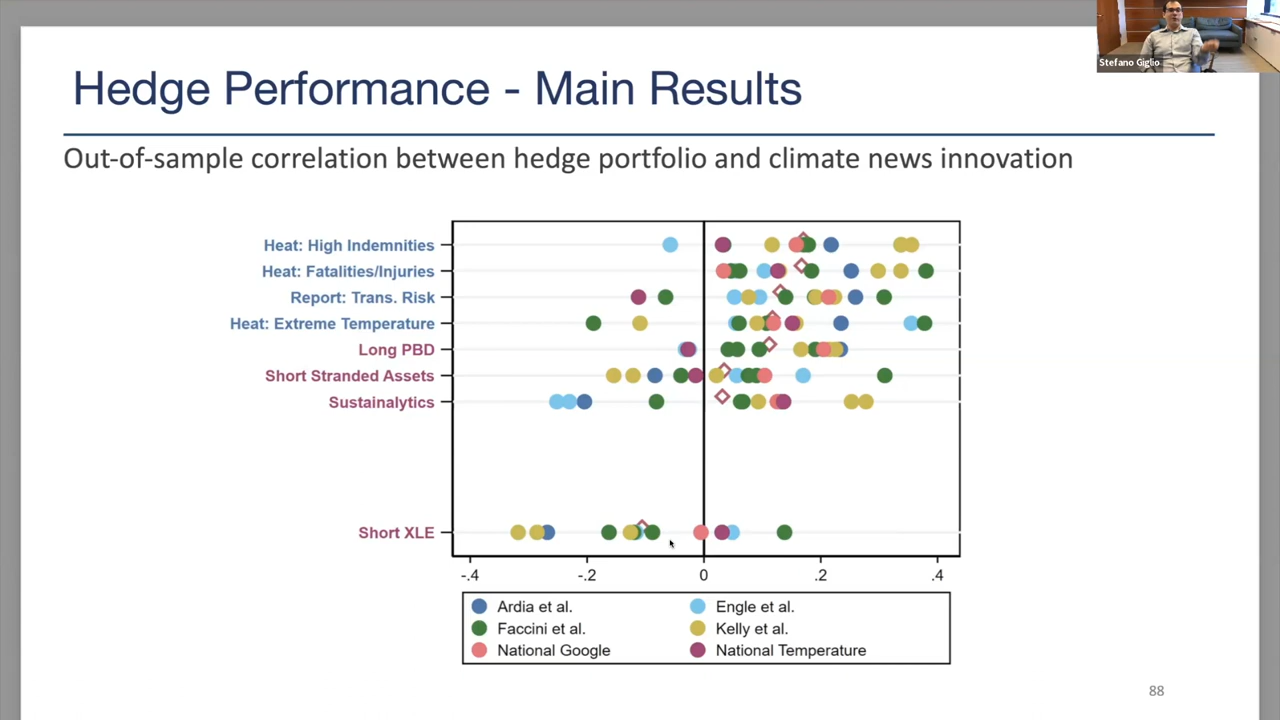 Stefano Giglio
Hedge Performance - Main Results
Out-of-sample correlation between hedge portfolio and climate news innovation
Heat: High Indemnities
Heat: Fatalities/Injuries
Report: Trans. Risk
Heat: Extreme Temperature
Long PBD
Short Stranded Assets
Sustainalytics
Short XLE
-.4 -.2 0 .2 .4
Ardia et al. Engle et al.
Faccini et al. Kelly et al.
National Google National Temperature
88